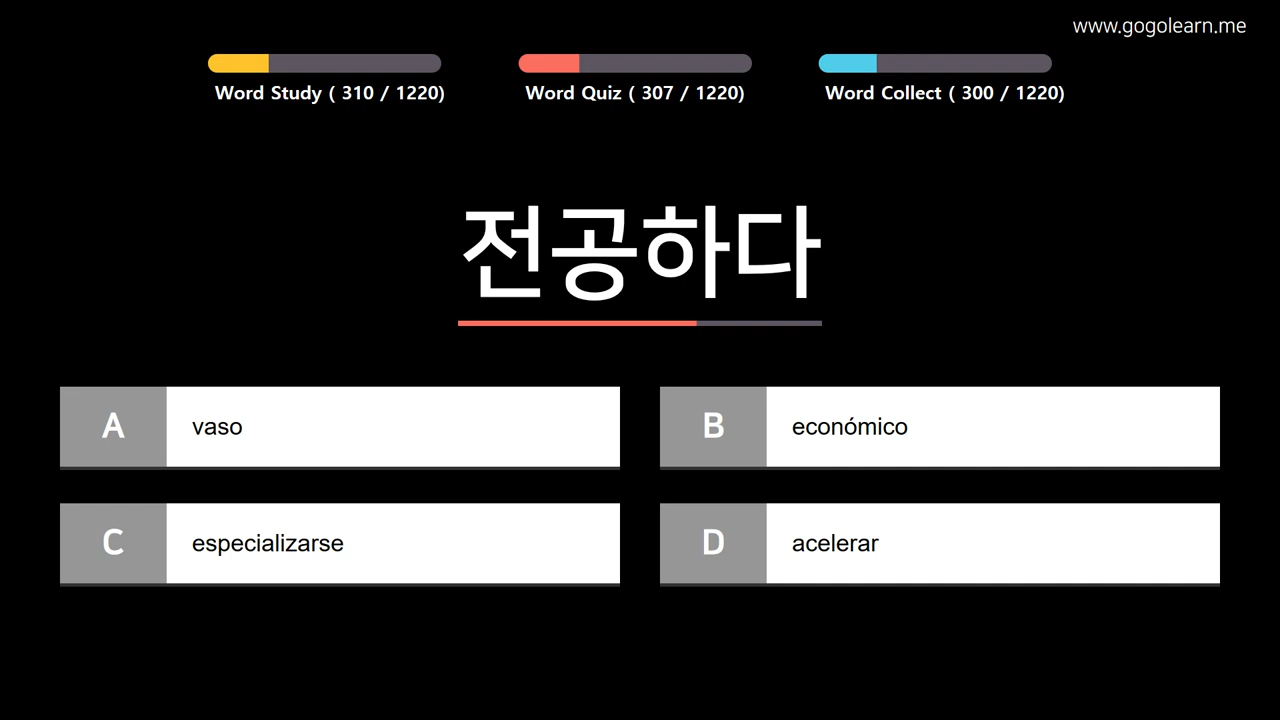 www.gogolearn.me
Word Study ( 310 / 1220)
Word Quiz ( 307 / 1220)
Word Collect ( 300 / 1220)
전공하다
A vaso
B económico
C especializarse
D acelerar